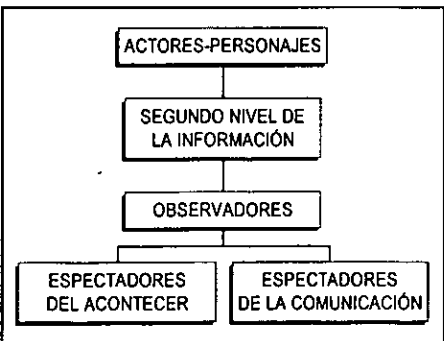 ACTORES-PERSONAJES
SEGUNDO NIVEL DE
LA INFORMACIÓN
OBSERVADORES
ESPECTADORES
DEL ACONTECER
ESPECTADORES
DE LA COMUNICACIÓN